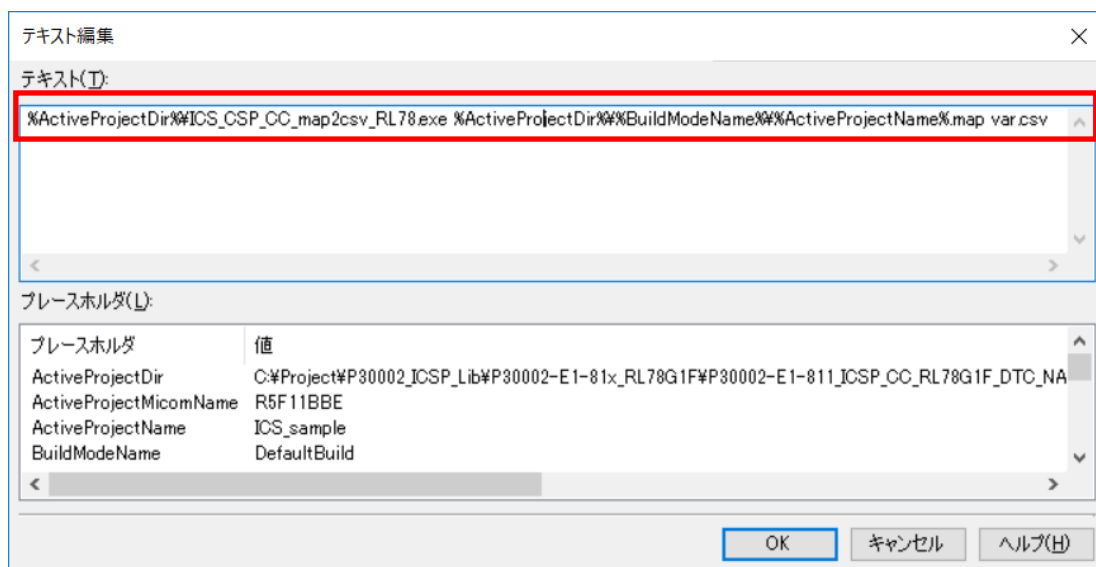 テキスト編集
テキスト(T):
%ActiveProjectDir%¥ICS_CSP_CC_map2csv_RL78.exe %ActiveProjectDir%¥%BuildModeName%¥%ActiveProjectName%.map var.csv
プレースホルダ(L):
プレースホルダ 値
ActiveProjectDir C:¥Project¥P30002_ICSP_Lib¥P30002-E1-81x_RL78G1F¥P30002-E1-811_ICSP_CC_RL78G1F_DTC_NA
ActiveProjectMicomName R5F11BBE
ActiveProjectName ICS_sample
BuildModeName DefaultBuild
OK キャンセル ヘルプ(H)